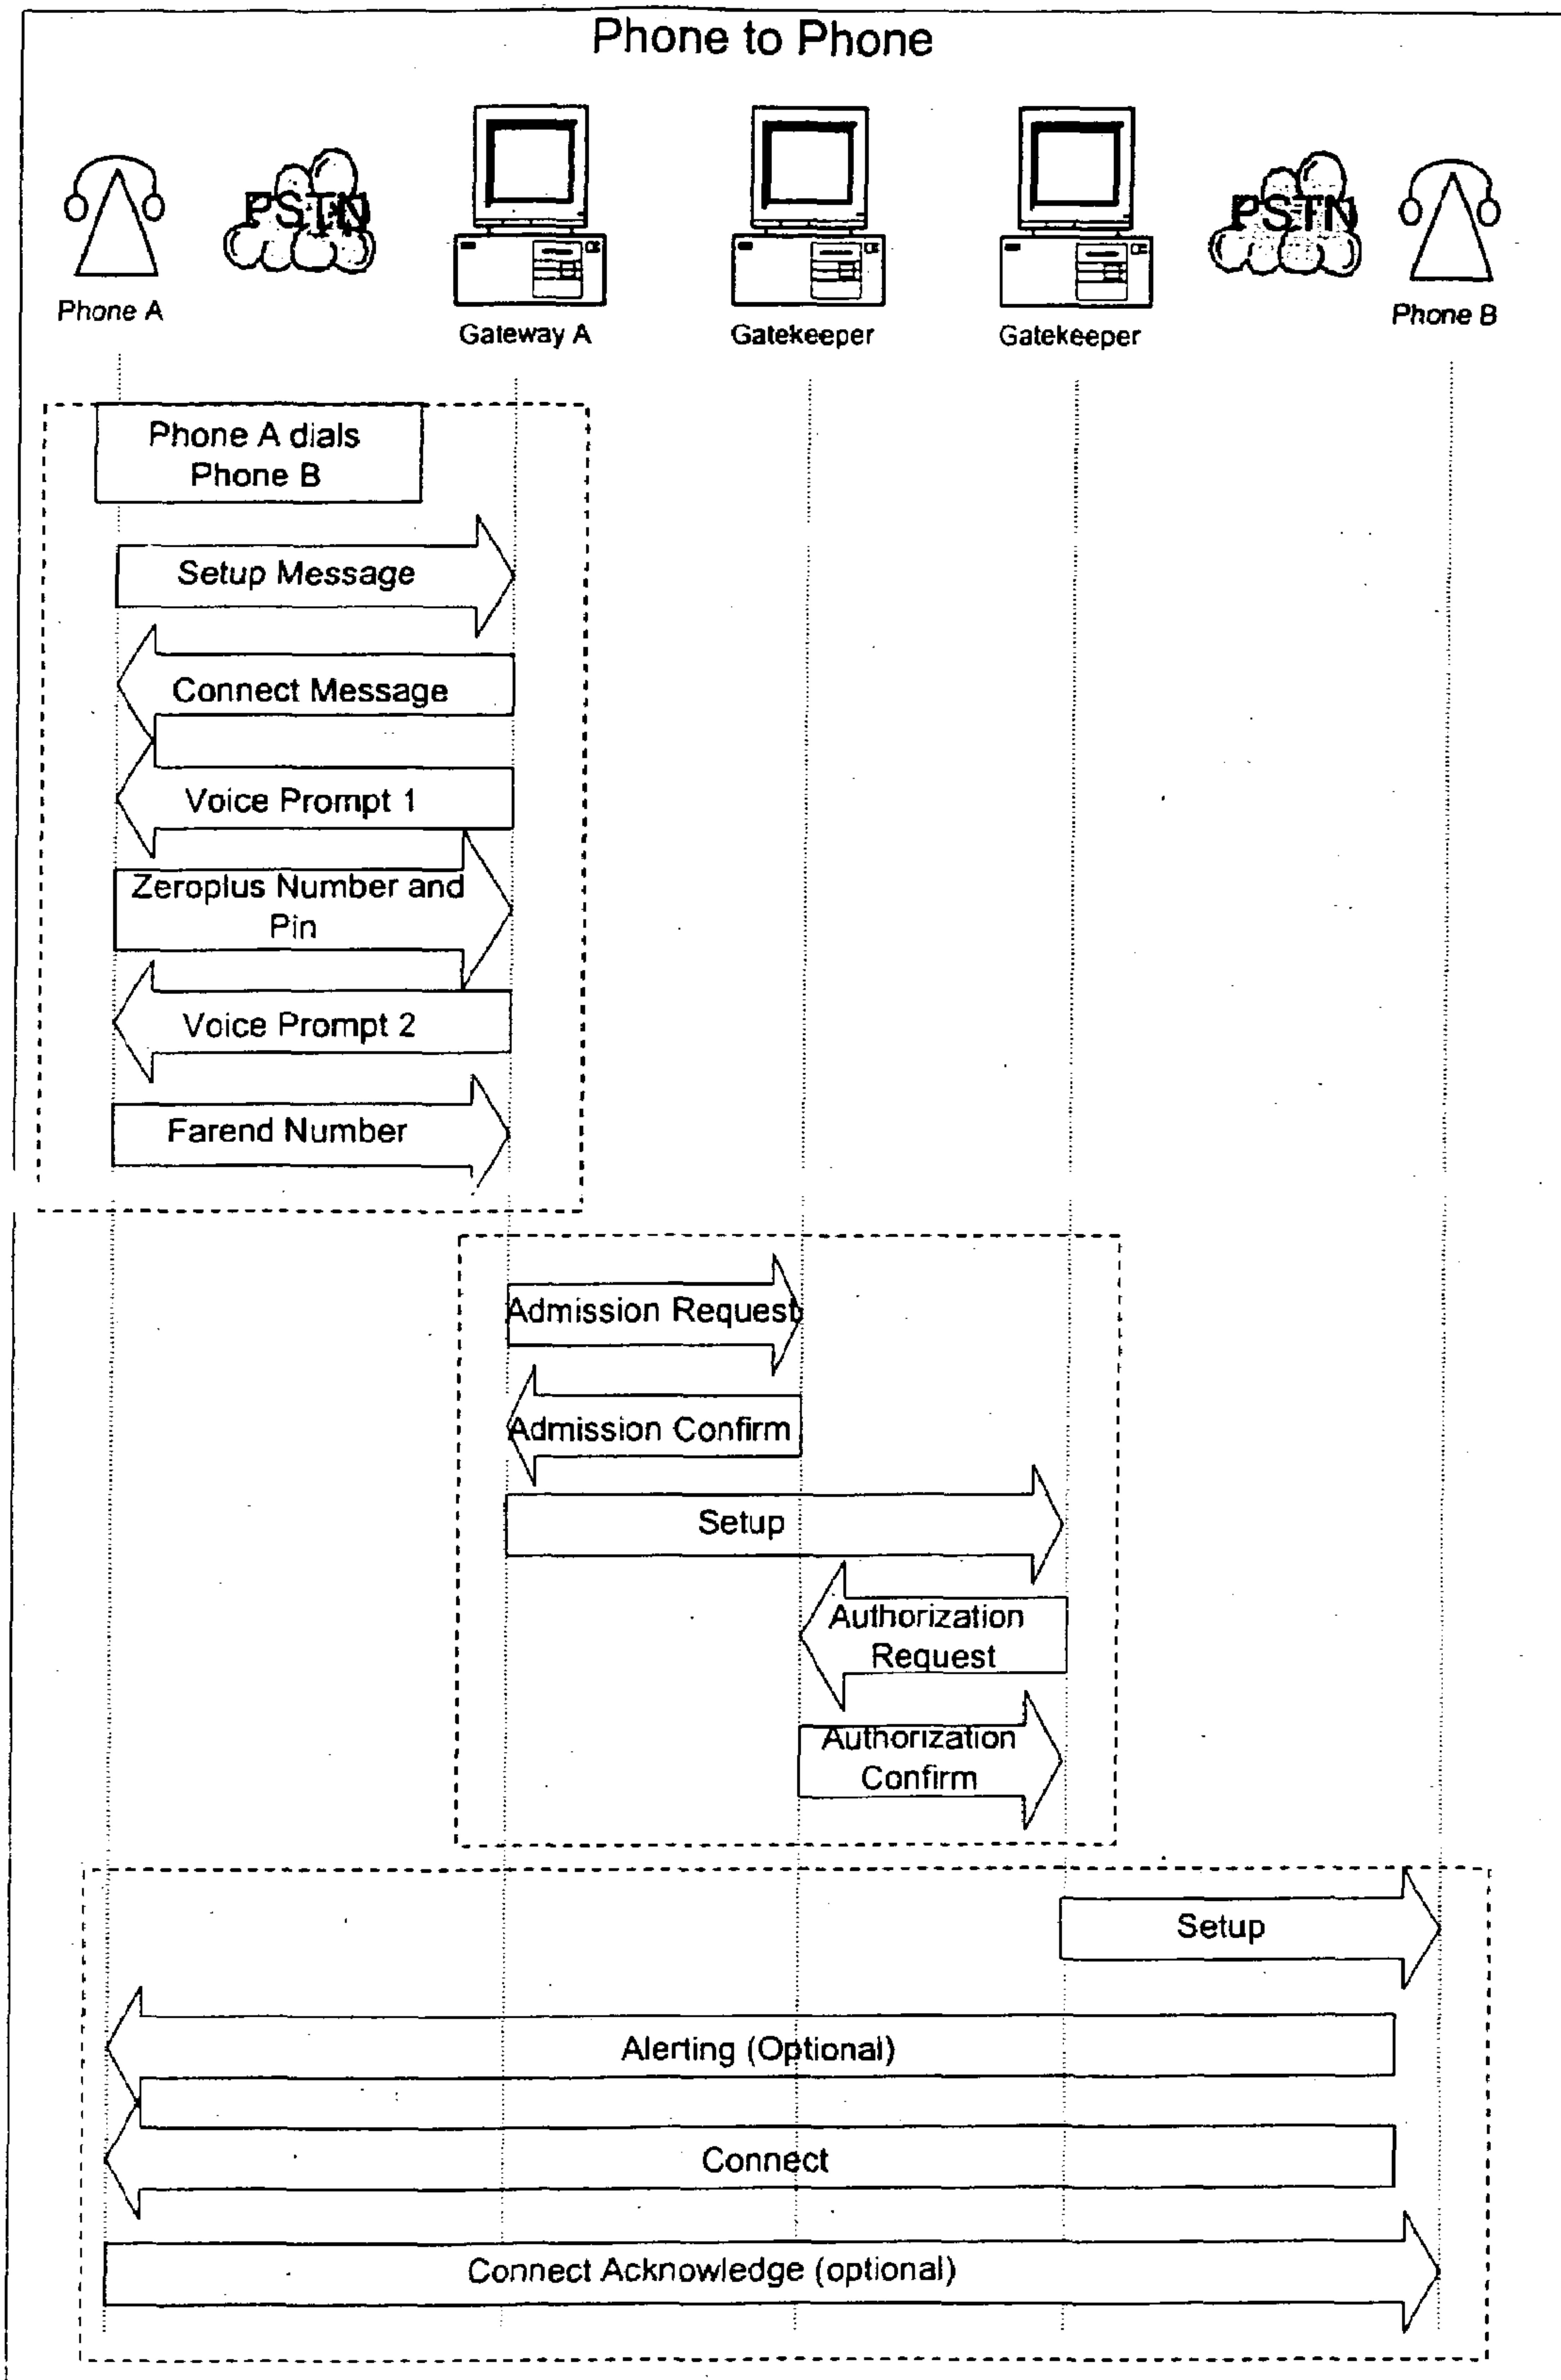 Phone to Phone
PSTN
PSTN
Phone A
Gateway A
Gatekeeper
Gatekeeper
Phone B
Phone A dials
Phone B
Setup Message
Connect Message
Voice Prompt 1
Zeroplus Number and
Pin
Voice Prompt 2
Farend Number
Admission Request
Admission Confirm
Setup
Authorization
Request
Authorization
Confirm
Setup
Alerting (Optional)
Connect
Connect Acknowledge (optional)